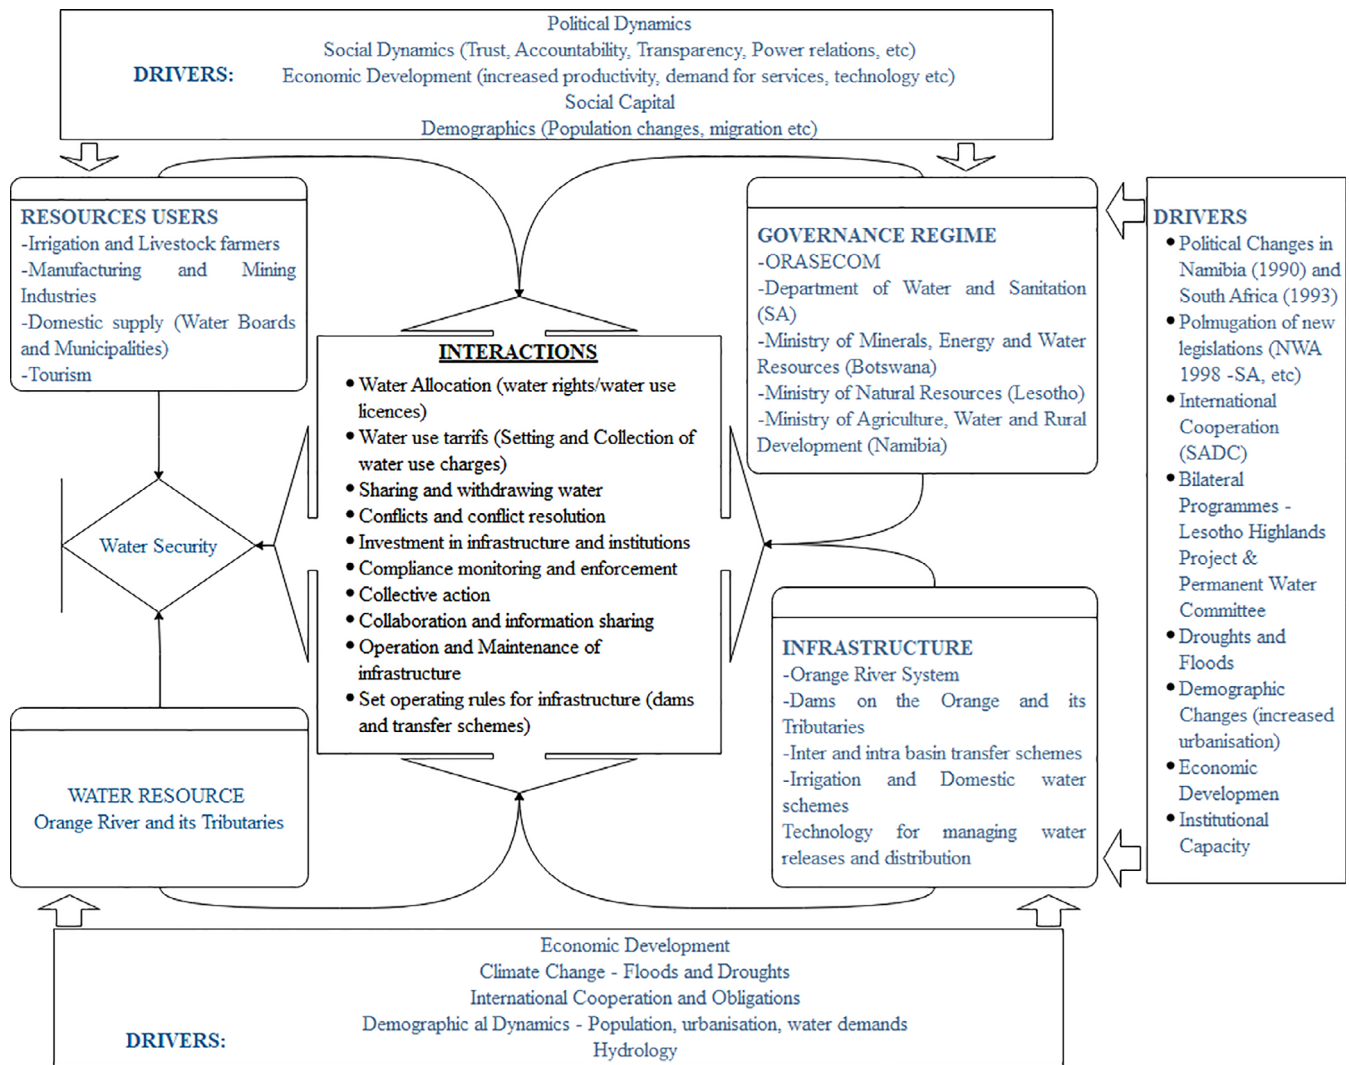 Political Dynamics
Social Dynamics (Trust, Accountability, Transparency, Power relations, etc)
DRIVERS:
Economic Development (increased productivity, demand for services, technology etc)
Social Capital
Demographics (Population changes, migration etc)
RESOURCES USERS
-Irrigation and Livestock farmers
-Manufacturing and Mining
Industries
-Domestic supply (Water Boards
and Municipalities)
-Tourism
GOVERNANCE REGIME
-ORASECOM
-Department of Water and Sanitation
(SA)
-Ministry of Minerals, Energy and Water
Resources (Botswana)
-Ministry of Natural Resources (Lesotho)
-Ministry of Agriculture, Water and Rural
Development (Namibia)
DRIVERS
• Political Changes in
Namibia (1990) and
South Africa (1993)
• Polmugation of new
legislations (NWA
1998 -SA, etc)
• International
Cooperation
(SADC)
• Bilateral
Programmes -
Lesotho Highlands
Project &
Permanent Water
Committee
• Droughts and
Floods
• Demographic
Changes (increased
urbanisation)
• Economic
Developmen
• Institutional
Capacity
INTERACTIONS
• Water Allocation (water rights/water use
licences)
• Water use tarrifs (Setting and Collection of
water use charges)
• Sharing and withdrawing water
• Conflicts and conflict resolution
• Investment in infrastructure and institutions
• Compliance monitoring and enforcement
• Collective action
• Collaboration and information sharing
• Operation and Maintenance of
infrastructure
• Set operating rules for infrastructure (dams
and transfer schemes)
Water Security
WATER RESOURCE
Orange River and its Tributaries
INFRASTRUCTURE
-Orange River System
-Dams on the Orange and its
Tributaries
-Inter and intra basin transfer schemes
-Irrigation and Domestic water
schemes
Technology for managing water
releases and distribution
Economic Development
Climate Change - Floods and Droughts
International Cooperation and Obligations
Demographic al Dynamics - Population, urbanisation, water demands
DRIVERS:
Hydrology